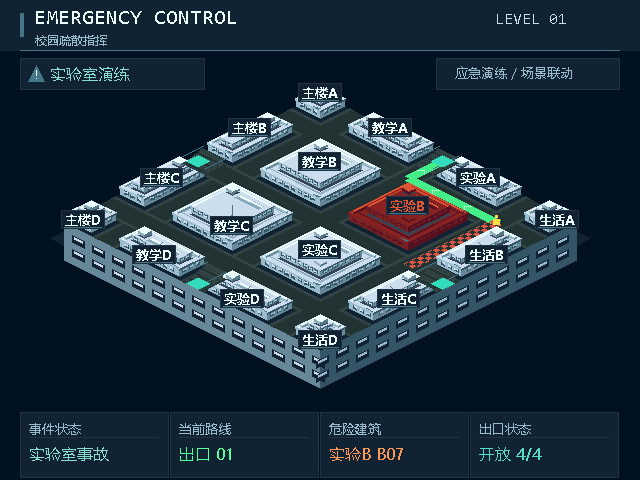 EMERGENCY CONTROL
LEVEL 01
校园疏散指挥
实验室演练
应急演练 / 场景联动
主楼A
主楼B
教学A
教学B
主楼C
实验A
实验B
主楼D
教学C
生活A
教学D
实验C
生活B
实验D
生活C
生活D
事件状态
实验室事故
当前路线
出口 01
危险建筑
实验B B07
出口状态
开放 4/4